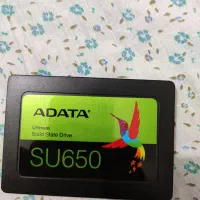 ADATA
Ultimate
Solid State Drive
SU650